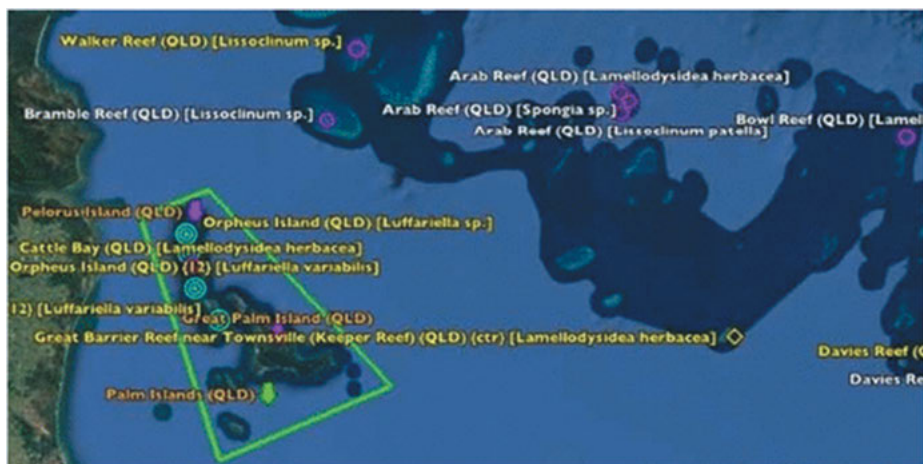 Walker Reef (QLD) [Lissoclinum sp.]
Arab Reef (QLD) [Lamellodysidea herbacea]
Bramble Reef (QLD) [Lissoclinum sp.]
Arab Reef (QLD) [Spongia sp.]
Bowl Reef (QLD) [Lamell
Arab Reef (QLD) [Lissoclinum patella]
Pelorus Island (QLD)
Orpheus Island (QLD) [Luffariella sp.]
Cattle Bay (QLD) [Lamellodysidea herbacea]
Orpheus Island (QLD) (12) [Luffariella variabilis]
12) [Luffariella variabilis]
Great Palm Island (QLD)
Great Barrier Reef near Townsville (Keeper Reef) (QLD) (ctr) [Lamellodysidea herbacea]
Davies Reef (Q
Davies Re
Palm Islands (QLD)